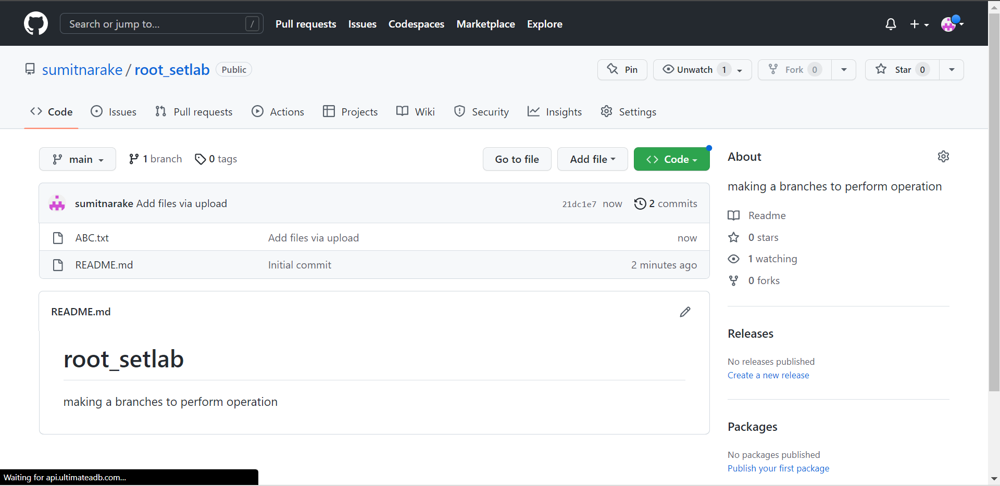 Search or jump to... /
Pull requests Issues Codespaces Marketplace Explore
sumitnarake / root_setlab Public
Pin
Unwatch 1
Fork 0
Star 0
Code Issues Pull requests Actions Projects Wiki Security Insights Settings
main 1 branch 0 tags
Go to file Add file Code
sumitnarake Add files via upload 21dc1e7 now 2 commits
ABC.txt Add files via upload now
README.md Initial commit 2 minutes ago
README.md
root_setlab
making a branches to perform operation
About
making a branches to perform operation
Readme
0 stars
1 watching
0 forks
Releases
No releases published
Create a new release
Packages
No packages published
Publish your first package
Waiting for api.ultimateadb.com...